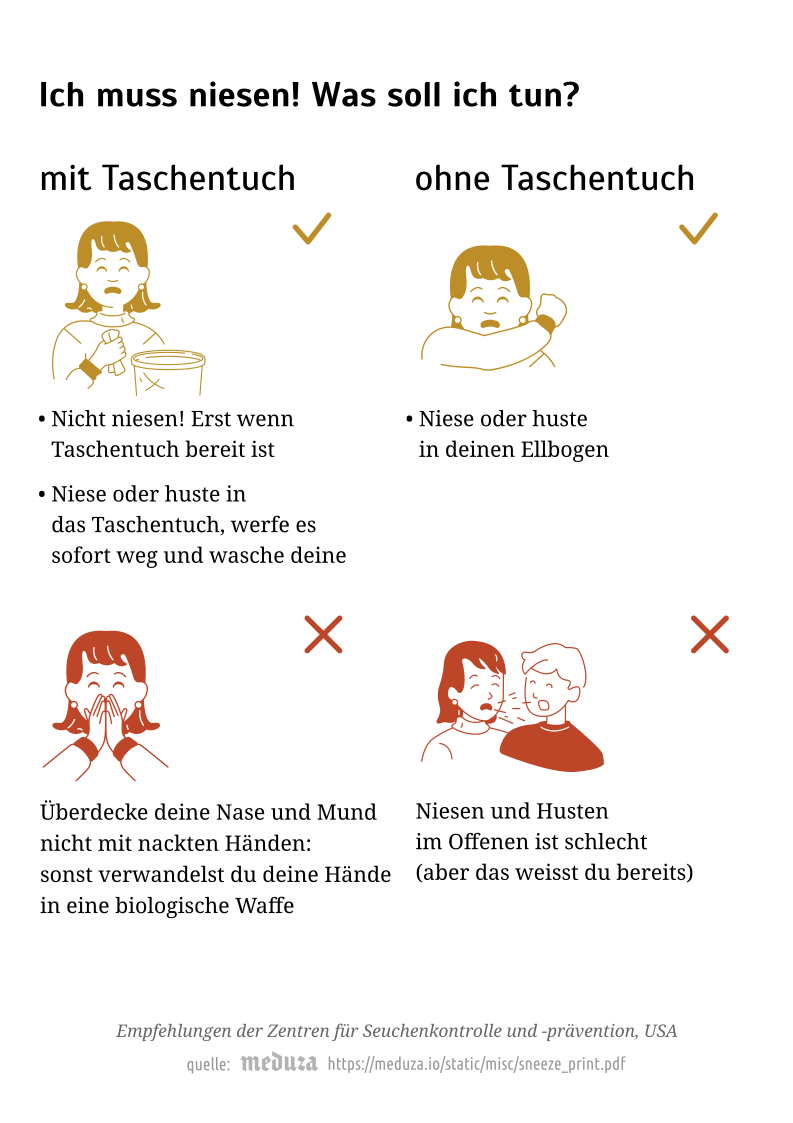 Ich muss niesen! Was soll ich tun?
mit Taschentuch
• Nicht niesen! Erst wenn
Taschentuch bereit ist
• Niese oder huste in
das Taschentuch, werfe es
sofort weg und wasche deine
ohne Taschentuch
• Niese oder huste
in deinen Ellbogen
Überdecke deine Nase und Mund
nicht mit nackten Händen:
sonst verwandelst du deine Hände
in eine biologische Waffe
Niesen und Husten
im Offenen ist schlecht
(aber das weisst du bereits)
Empfehlungen der Zentren für Seuchenkontrolle und -prävention, USA
quelle: meduza https://meduza.io/static/misc/sneeze_print.pdf